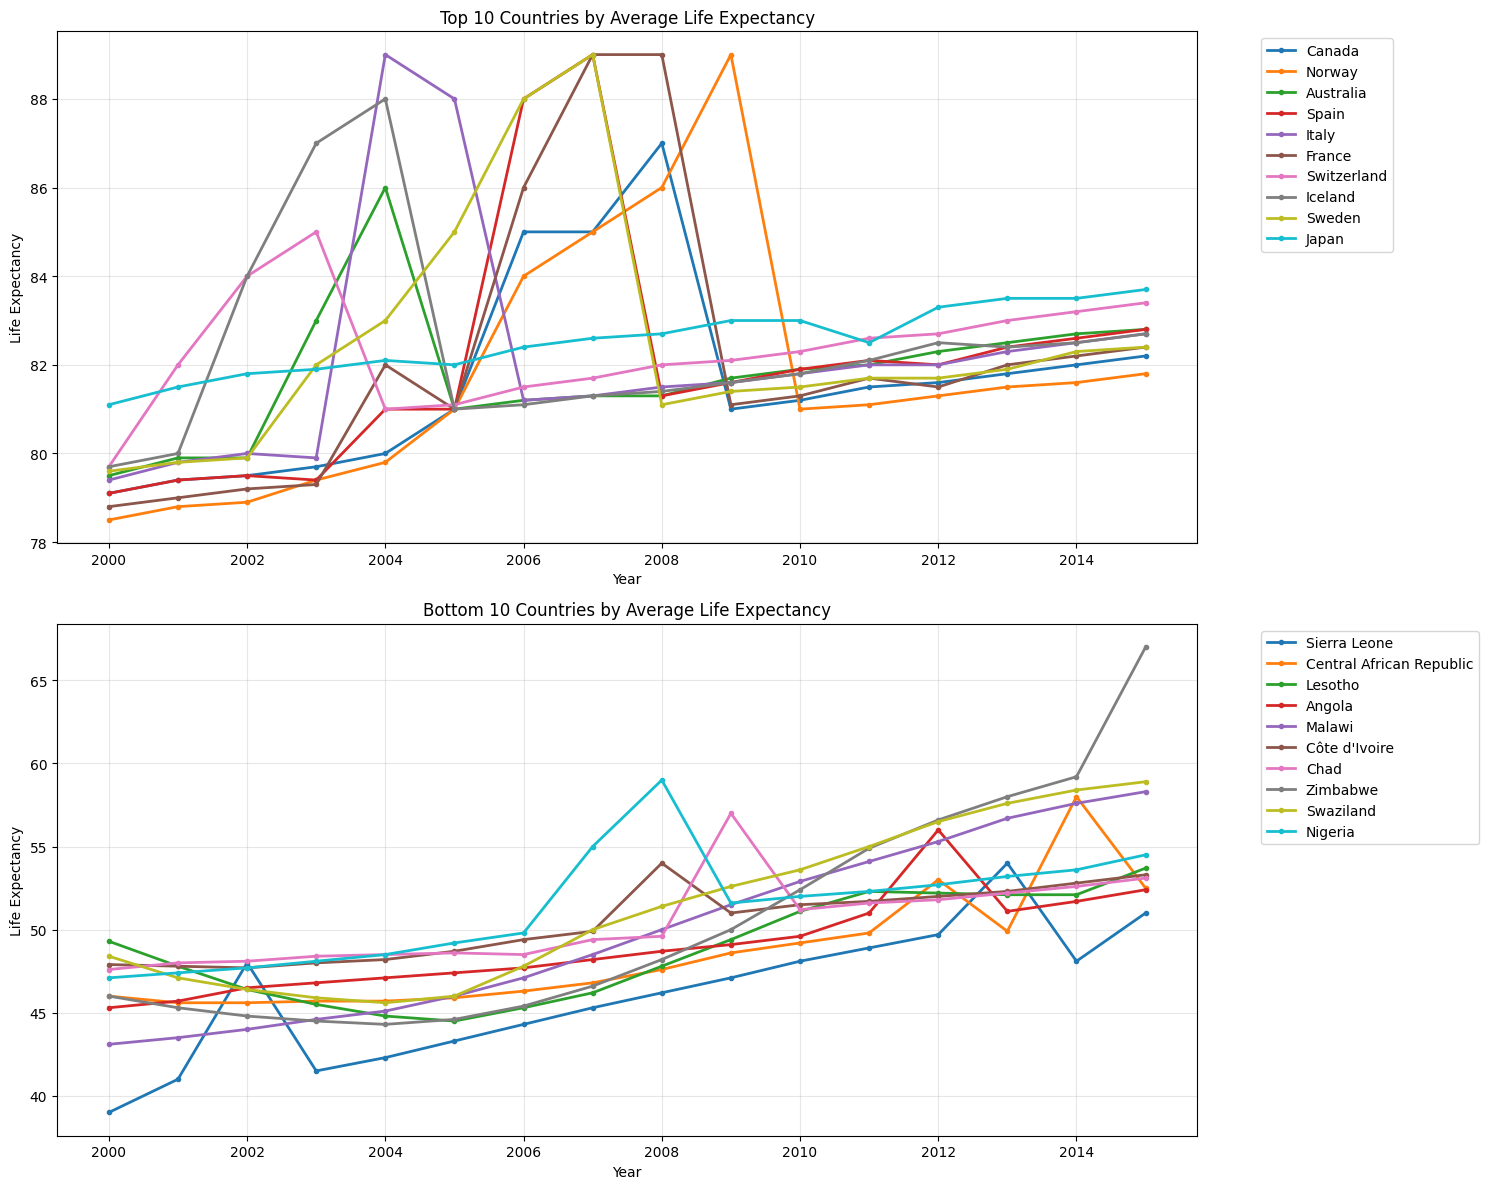 Top 10 Countries by Average Life Expectancy
Life Expectancy
88
86
84
82
80
78
2000 2002 2004 2006 2008 2010 2012 2014
Year
Canada
Norway
Australia
Spain
Italy
France
Switzerland
Iceland
Sweden
Japan
Bottom 10 Countries by Average Life Expectancy
Life Expectancy
65
60
55
50
45
40
2000 2002 2004 2006 2008 2010 2012 2014
Year
Sierra Leone
Central African Republic
Lesotho
Angola
Malawi
Côte d'Ivoire
Chad
Zimbabwe
Swaziland
Nigeria